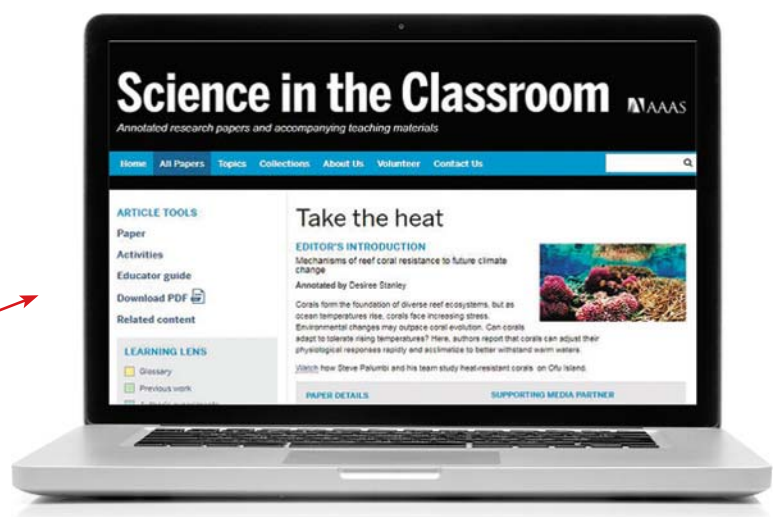 Science in the Classroom
AAAS
Annotated research papers and accompanying teaching materials
Home All Papers Topics Collections About Us Volunteer Contact Us
ARTICLE TOOLS
Paper
Activities
Educator guide
Download PDF
Related content
LEARNING LENS
Glossary
Previous work
Author's experiments
Take the heat
EDITOR'S INTRODUCTION
Mechanisms of reef coral resistance to future climate
change
Annotated by Desiree Stanley
Corals form the foundation of diverse reef ecosystems, but as
ocean temperatures rise, corals face increasing stress.
Environmental changes may outpace coral evolution. Can corals
adapt to tolerate rising temperatures? Here, authors report that corals can adjust their
physiological responses rapidly and acclimatize to better withstand warm waters.
Watch how Steve Palumbi and his team study heat-resistant corals on Ofu Island.
PAPER DETAILS
SUPPORTING MEDIA PARTNER